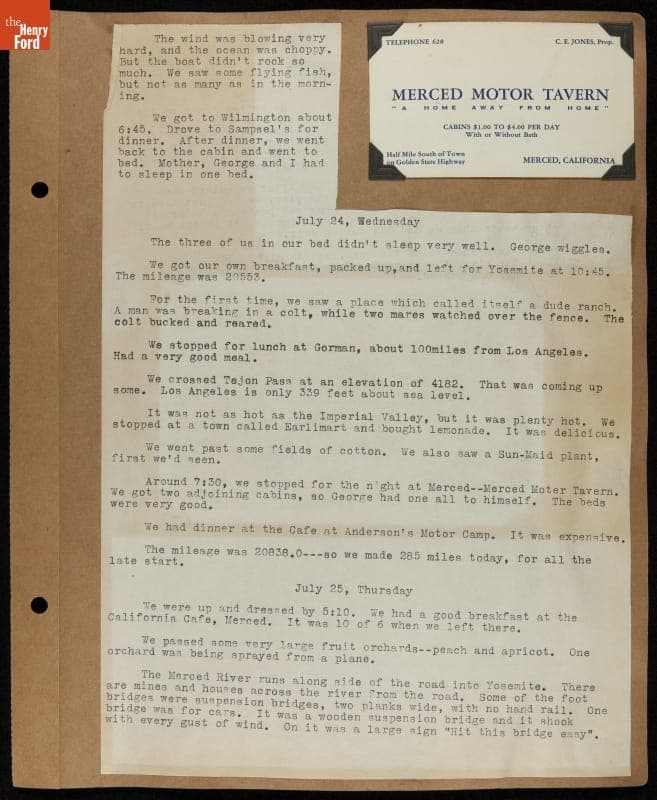 the
Henry
Ford
The wind was blowing very
hard, and the ocean was choppy.
But the boat didn't rock so
much. We saw some flying fish,
but not as many as in the morn-
ing.
We got to Wilmington about
6:45. Drove to Sampsel's for
dinner. After dinner, we went
back to the cabin and went to
bed. Mother, George and I had
to sleep in one bed.
TELEPHONE 620 C. E. JONES, Prop.
MERCED MOTOR TAVERN
"A HOME AWAY FROM HOME"
CABINS $1.00 TO $4.00 PER DAY
With or Without Bath
Half Mile South of Town
on Golden State Highway MERCED, CALIFORNIA
July 24, Wednesday
The three of us in our bed didn't sleep very well. George wiggles.
We got our own breakfast, packed up,and left for Yosemite at 10:45.
The mileage was 20553.
For the first time, we saw a place which called itself a dude ranch.
A man was breaking in a colt, while two mares watched over the fence. The
colt bucked and reared.
We stopped for lunch at Gorman, about 100miles from Los Angeles.
Had a very good meal.
We crossed Tejon Pass at an elevation of 4182. That was coming up
some. Los Angeles is only 339 feet about sea level.
It was not as hot as the Imperial Valley, but it was plenty hot. We
stopped at a town called Earlimart and bought lemonade. It was delicious.
We went past some fields of cotton. We also saw a Sun-Maid plant,
first we'd seen.
Around 7:30, we stopped for the night at Merced--Merced Moter Tavern.
We got two adjoining cabins, so George had one all to himself. The beds
were very good.
We had dinner at the Cafe at Anderson's Motor Camp. It was expensive.
The mileage was 20838.0---so we made 285 miles today, for all the
late start.
July 25, Thursday
We were up and dressed by 5:10. We had a good breakfast at the
California Cafe, Merced. It was 10 of 6 when we left there.
We passed some very large fruit orchards--peach and apricot. One
orchard was being sprayed from a plane.
The Merced River runs along side of the road into Yosemite. There
are mines and houses across the river from the road. Some of the foot
bridges were suspension bridges, two planks wide, with no hand rail. One
bridge was for cars. It was a wooden suspension bridge and it shook
with every gust of wind. On it was a large sign "Hit this bridge easy".